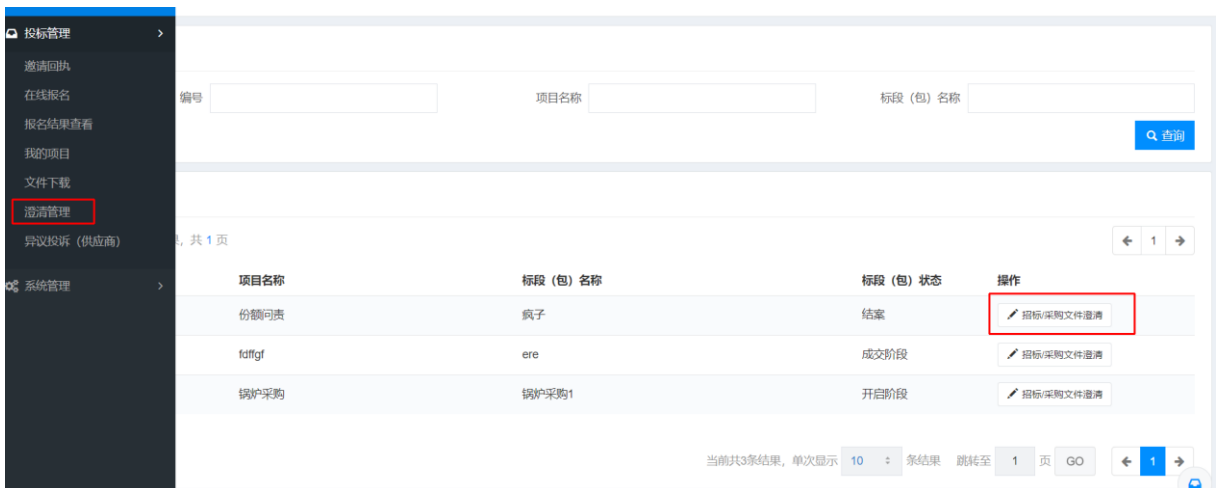 投标管理
邀请回执
在线报名
报名结果查看
我的项目
文件下载
澄清管理
异议投诉（供应商）
系统管理
编号 项目名称 标段（包）名称
查询
共 1 页
1
项目名称 标段（包）名称 标段（包）状态 操作
份额问责 疯子 结案 招标/采购文件澄清
fdffgf ere 成交阶段 招标/采购文件澄清
锅炉采购 锅炉采购1 开启阶段 招标/采购文件澄清
当前共3条结果，单次显示 10 条结果 跳转至 1 页 GO 1